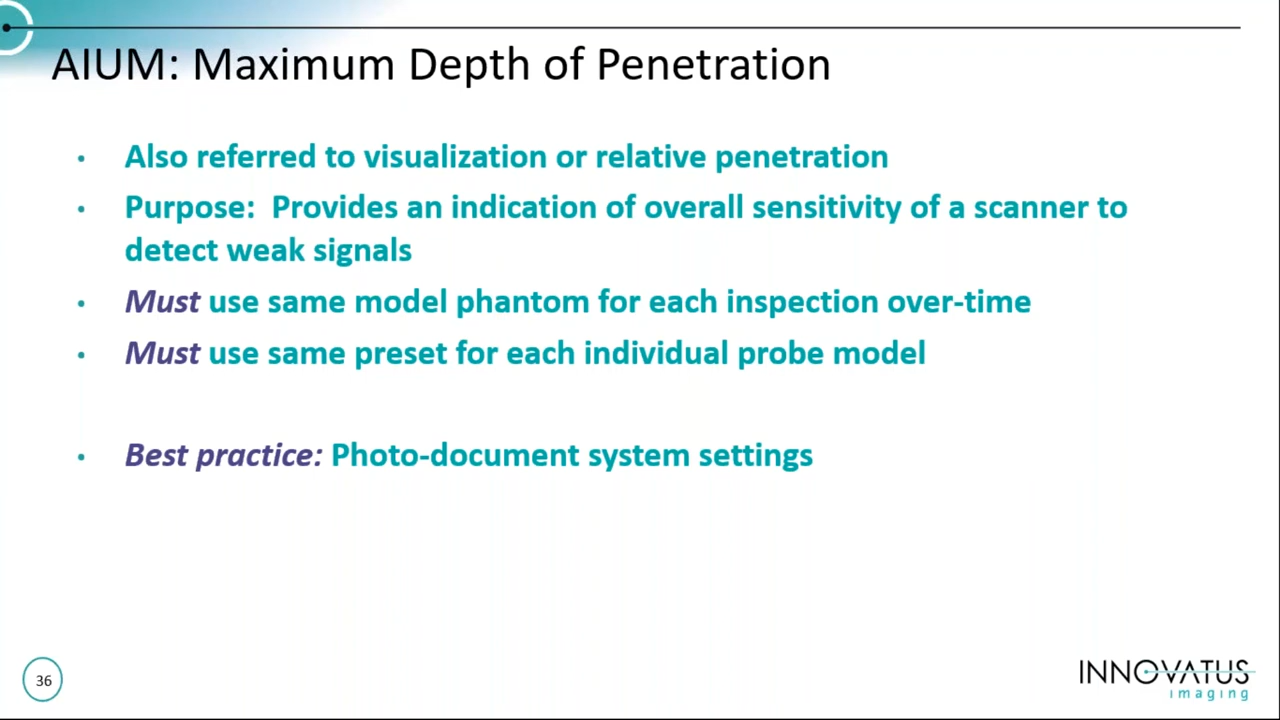 AIUM: Maximum Depth of Penetration
• Also referred to visualization or relative penetration
• Purpose:  Provides an indication of overall sensitivity of a scanner to
detect weak signals
• Must use same model phantom for each inspection over-time
• Must use same preset for each individual probe model
• Best practice: Photo-document system settings
36
INNOVATUS
imaging